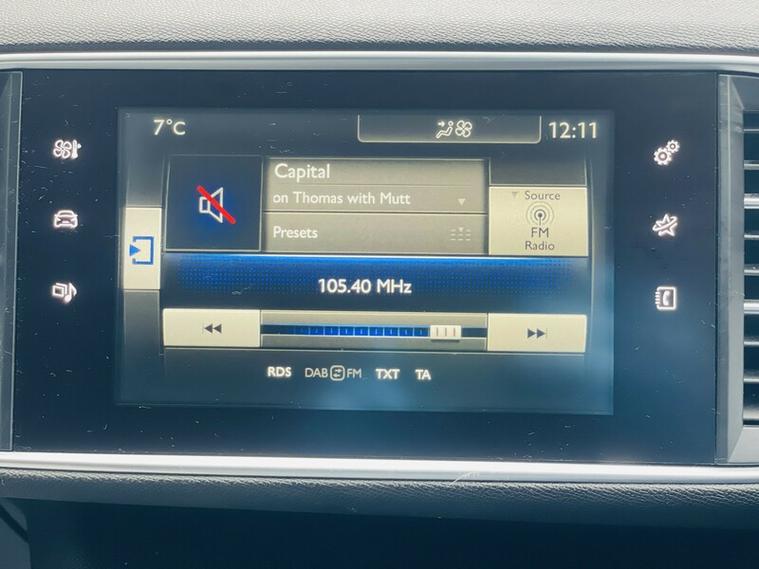 7°C
12:11
Capital
on Thomas with Mutt
Source
FM
Radio
Presets
105.40 MHz
RDS DAB FM TXT TA